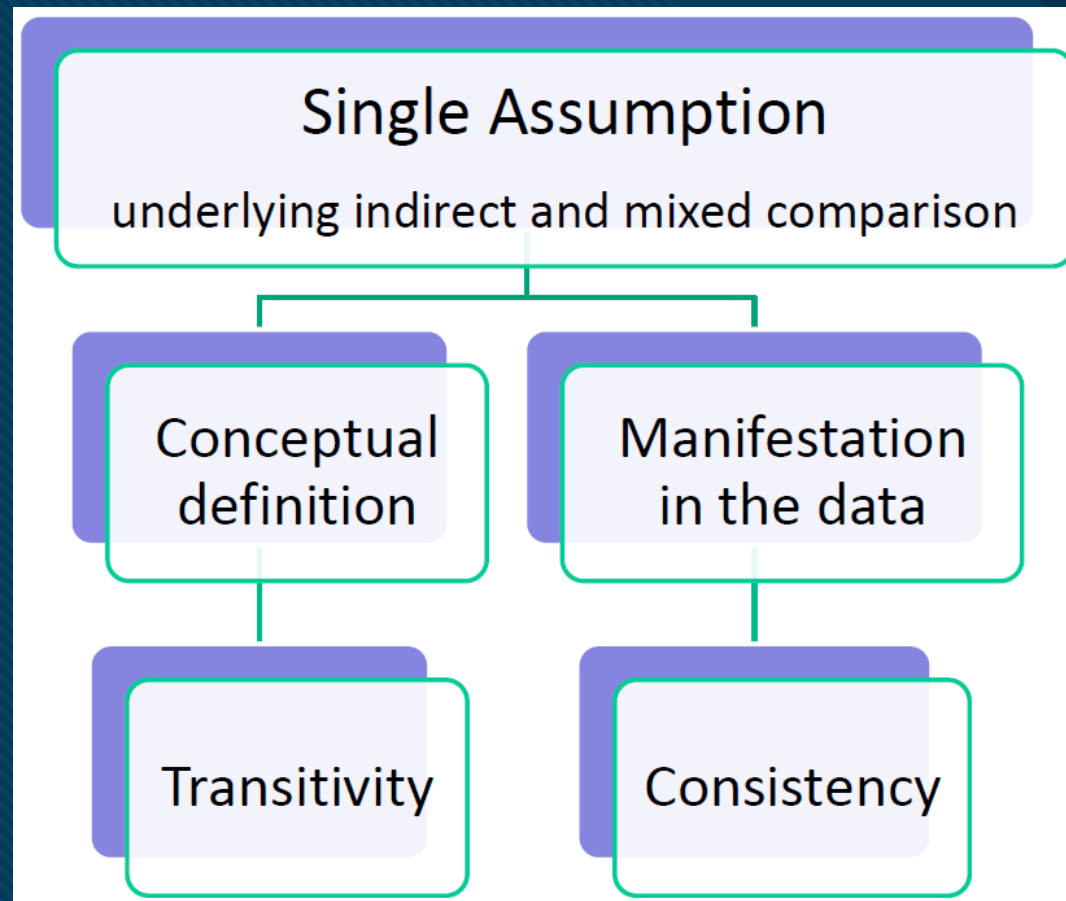 Single Assumption
underlying indirect and mixed comparison
Conceptual
definition
Manifestation
in the data
Transitivity
Consistency